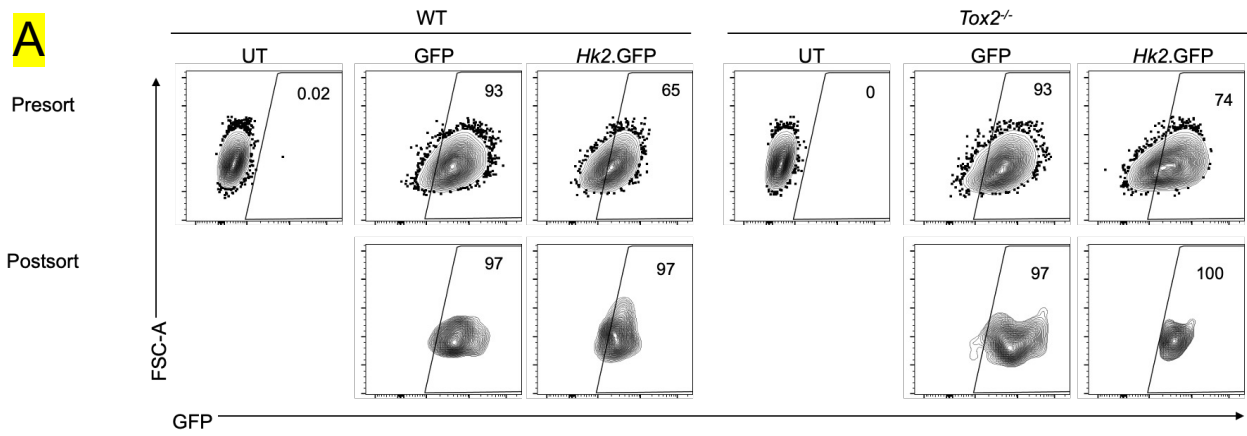 A
WT
Tox2-/-
UT
GFP
Hk2.GFP
UT
GFP
Hk2.GFP
Presort
0.02
93
65
0
93
74
Postsort
97
97
97
100
FSC-A
GFP